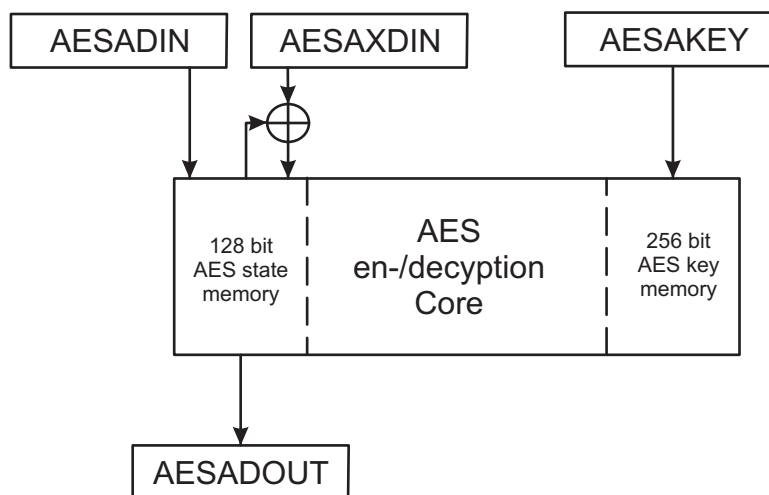 AESADIN
AESAXDIN
AESAKEY
128 bit
AES state
memory
AES
en-/decyption
Core
256 bit
AES key
memory
AESADOUT